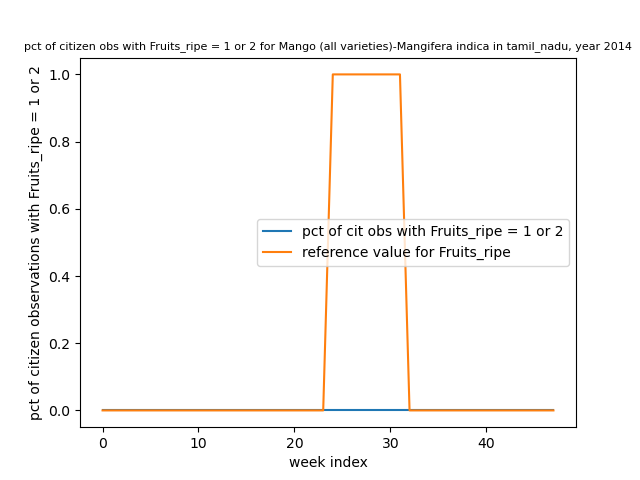 pct of citizen obs with Fruits_ripe = 1 or 2 for Mango (all varieties)-Mangifera indica in tamil_nadu, year 2014
pct of citizen observations with Fruits_ripe = 1 or 2
1.0
0.8
0.6
0.4
0.2
0.0
pct of cit obs with Fruits_ripe = 1 or 2
reference value for Fruits_ripe
0 10 20 30 40
week index